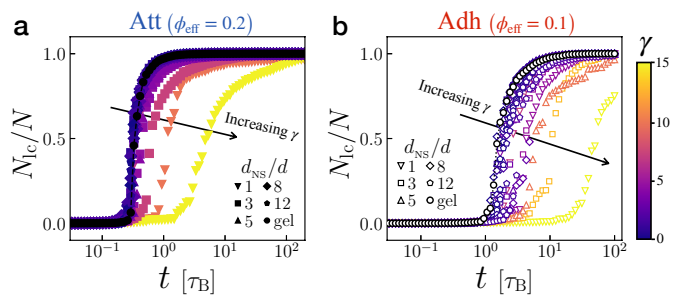 a Att (ϕeff = 0.2)
b Adh (ϕeff = 0.1)
γ
Nlc/N
1.0
0.5
0.0
Increasing γ
dNS/d
1 8
3 12
5 gel
10⁻¹ 10⁰ 10¹ 10²
t [τB]
Nlc/N
1.0
0.5
0.0
Increasing γ
dNS/d
1 8
3 12
5 gel
10⁻¹ 10⁰ 10¹ 10²
t [τB]
15
10
5
0